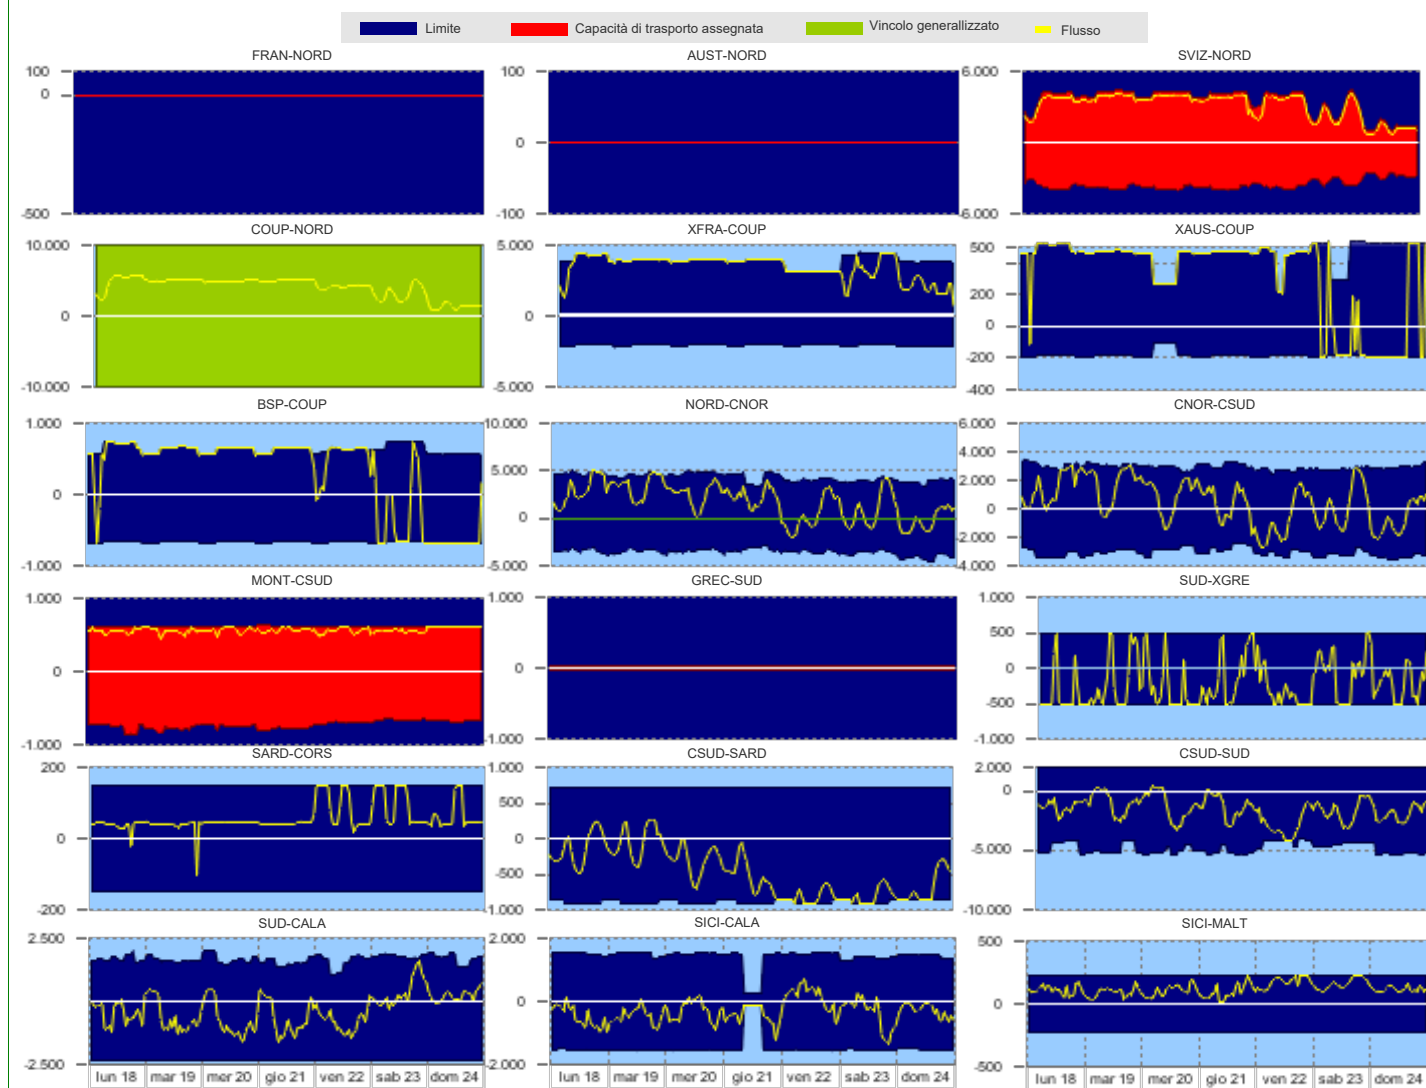 Limite Capacità di trasporto assegnata Vincolo generallizzato Flusso
FRAN-NORD AUST-NORD SVIZ-NORD
100 100 6.000
0 0
-500 -100 -6.000
COUP-NORD XFRA-COUP XAUS-COUP
10.000 5.000 500
200
0 0 0
-200
-10.000 -5.000 -400
BSP-COUP NORD-CNOR CNOR-CSUD
1.000 10.000 6.000
5.000 4.000
2.000
0 0 0
-2.000
-1.000 -5.000 -4.000
MONT-CSUD GREC-SUD SUD-XGRE
1.000 1.000 1.000
500
0 0 0
-500
-1.000 -1.000 -1.000
SARD-CORS CSUD-SARD CSUD-SUD
200 1.000 2.000
500 0
0 0
-500 -5.000
-200 -1.000 -10.000
SUD-CALA SICI-CALA SICI-MALT
2.500 2.000 500
0 0 0
-2.500 -2.000 -500
lun 18 mar 19 mer 20 gio 21 ven 22 sab 23 dom 24 lun 18 mar 19 mer 20 gio 21 ven 22 sab 23 dom 24 lun 18 mar 19 mer 20 gio 21 ven 22 sab 23 dom 24